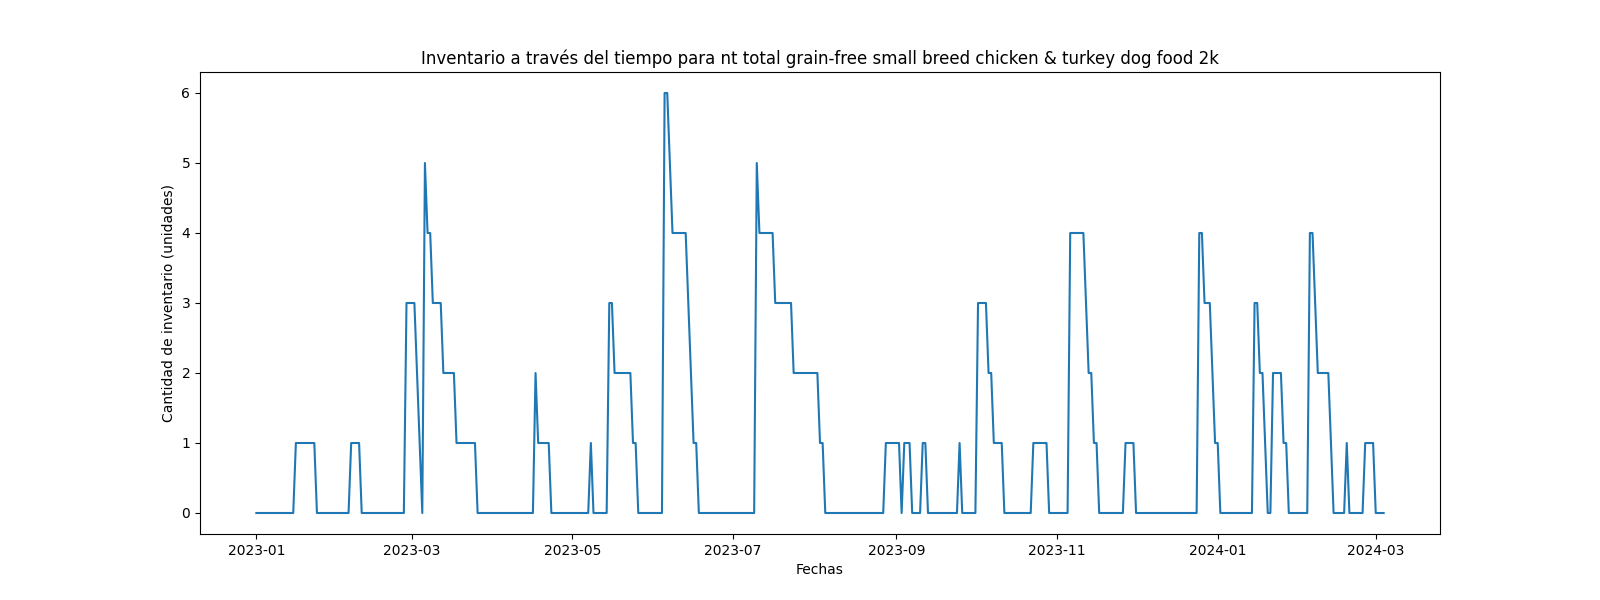 Inventario a través del tiempo para nt total grain-free small breed chicken & turkey dog food 2k
Cantidad de inventario (unidades)
6
5
4
3
2
1
0
2023-01 2023-03 2023-05 2023-07 2023-09 2023-11 2024-01 2024-03
Fechas